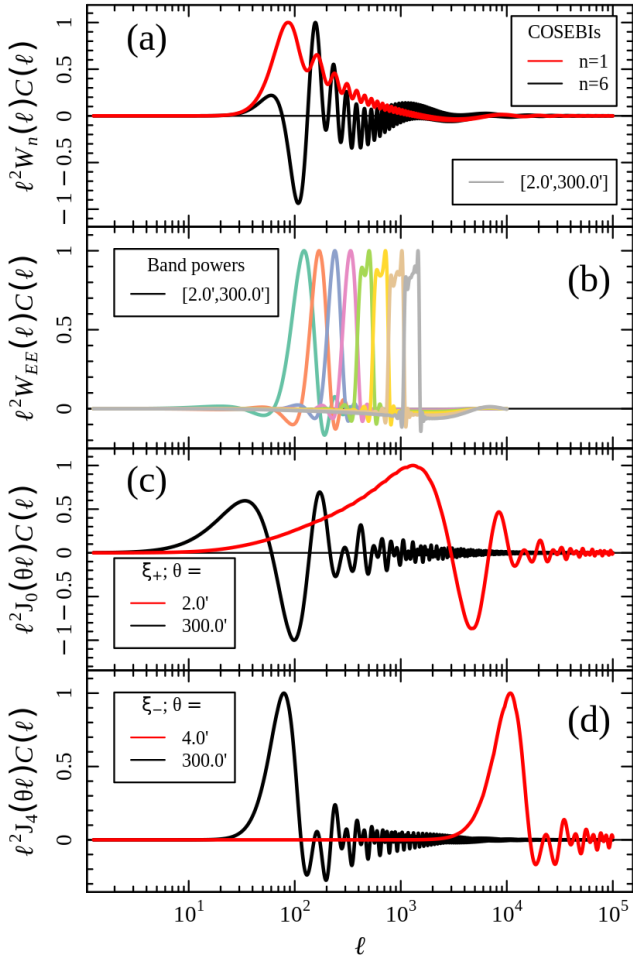 (a)
COSEBIs
n=1
n=6
[2.0',300.0']
ℓ²Wₙ(ℓ)C(ℓ)
−1 −0.5 0 0.5 1
Band powers
[2.0',300.0']
(b)
ℓ²W_EE(ℓ)C(ℓ)
0 0.5 1
(c)
ξ₊; θ =
2.0'
300.0'
ℓ²J₀(θℓ)C(ℓ)
−1 −0.5 0 0.5 1
ξ₋; θ =
4.0'
300.0'
(d)
ℓ²J₄(θℓ)C(ℓ)
0 0.5 1
10¹ 10² 10³ 10⁴ 10⁵
ℓ